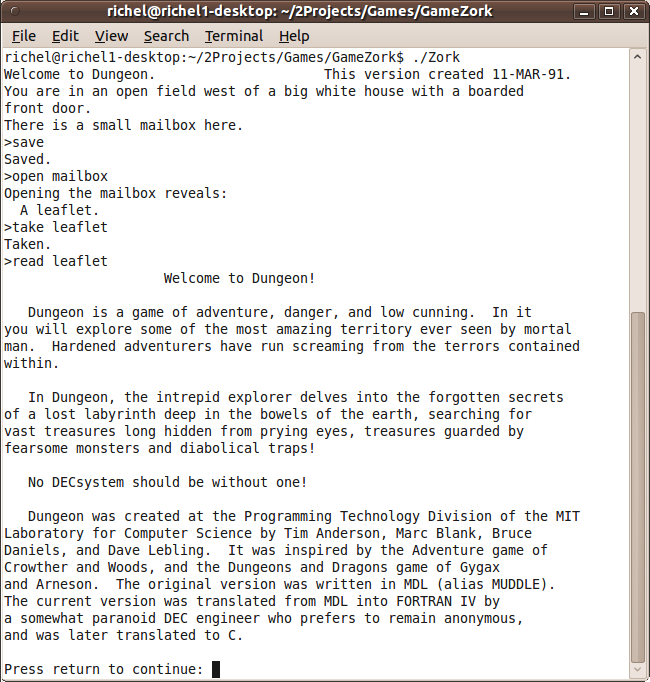 richel@richel1-desktop: ~/2Projects/Games/GameZork
File Edit View Search Terminal Help
richel@richel1-desktop:~/2Projects/Games/GameZork$ ./Zork
Welcome to Dungeon. This version created 11-MAR-91.
You are in an open field west of a big white house with a boarded
front door.
There is a small mailbox here.
>save
Saved.
>open mailbox
Opening the mailbox reveals:
A leaflet.
>take leaflet
Taken.
>read leaflet
Welcome to Dungeon!
Dungeon is a game of adventure, danger, and low cunning. In it
you will explore some of the most amazing territory ever seen by mortal
man. Hardened adventurers have run screaming from the terrors contained
within.
In Dungeon, the intrepid explorer delves into the forgotten secrets
of a lost labyrinth deep in the bowels of the earth, searching for
vast treasures long hidden from prying eyes, treasures guarded by
fearsome monsters and diabolical traps!
No DECsystem should be without one!
Dungeon was created at the Programming Technology Division of the MIT
Laboratory for Computer Science by Tim Anderson, Marc Blank, Bruce
Daniels, and Dave Lebling. It was inspired by the Adventure game of
Crowther and Woods, and the Dungeons and Dragons game of Gygax
and Arneson. The original version was written in MDL (alias MUDDLE).
The current version was translated from MDL into FORTRAN IV by
a somewhat paranoid DEC engineer who prefers to remain anonymous,
and was later translated to C.
Press return to continue: